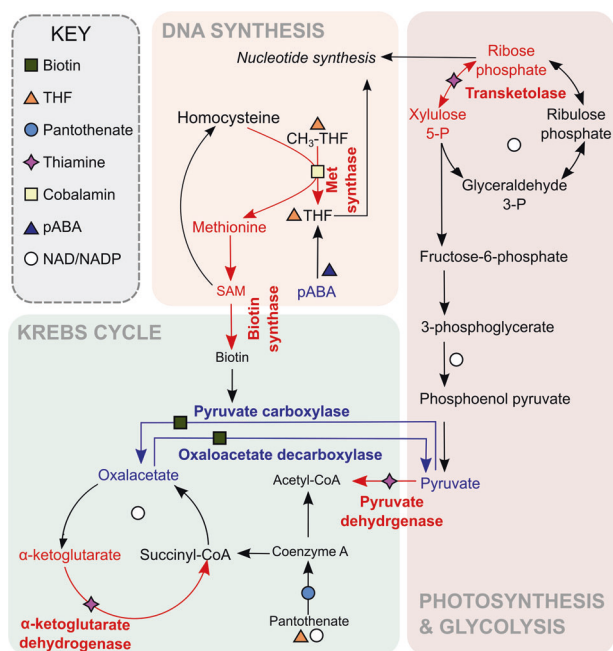 KEY
Biotin
THF
Pantothenate
Thiamine
Cobalamin
pABA
NAD/NADP
DNA SYNTHESIS
Nucleotide synthesis
Homocysteine
CH₃-THF
Met
synthase
Methionine
THF
SAM
pABA
Biotin
synthase
Ribose
phosphate
Transketolase
Xylulose
5-P
Ribulose
phosphate
Glyceraldehyde
3-P
Fructose-6-phosphate
3-phosphoglycerate
Phosphoenol pyruvate
Pyruvate
PHOTOSYNTHESIS
& GLYCOLYSIS
KREBS CYCLE
Biotin
Pyruvate carboxylase
Oxaloacetate decarboxylase
Oxalacetate
Acetyl-CoA
Pyruvate
dehydrgenase
α-ketoglutarate
Succinyl-CoA
Coenzyme A
Pantothenate
α-ketoglutarate
dehydrogenase